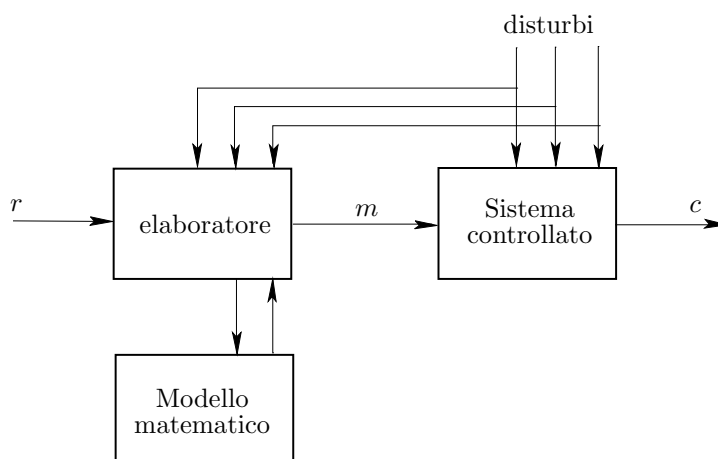 disturbi
r
elaboratore
m
Sistema
controllato
c
Modello
matematico